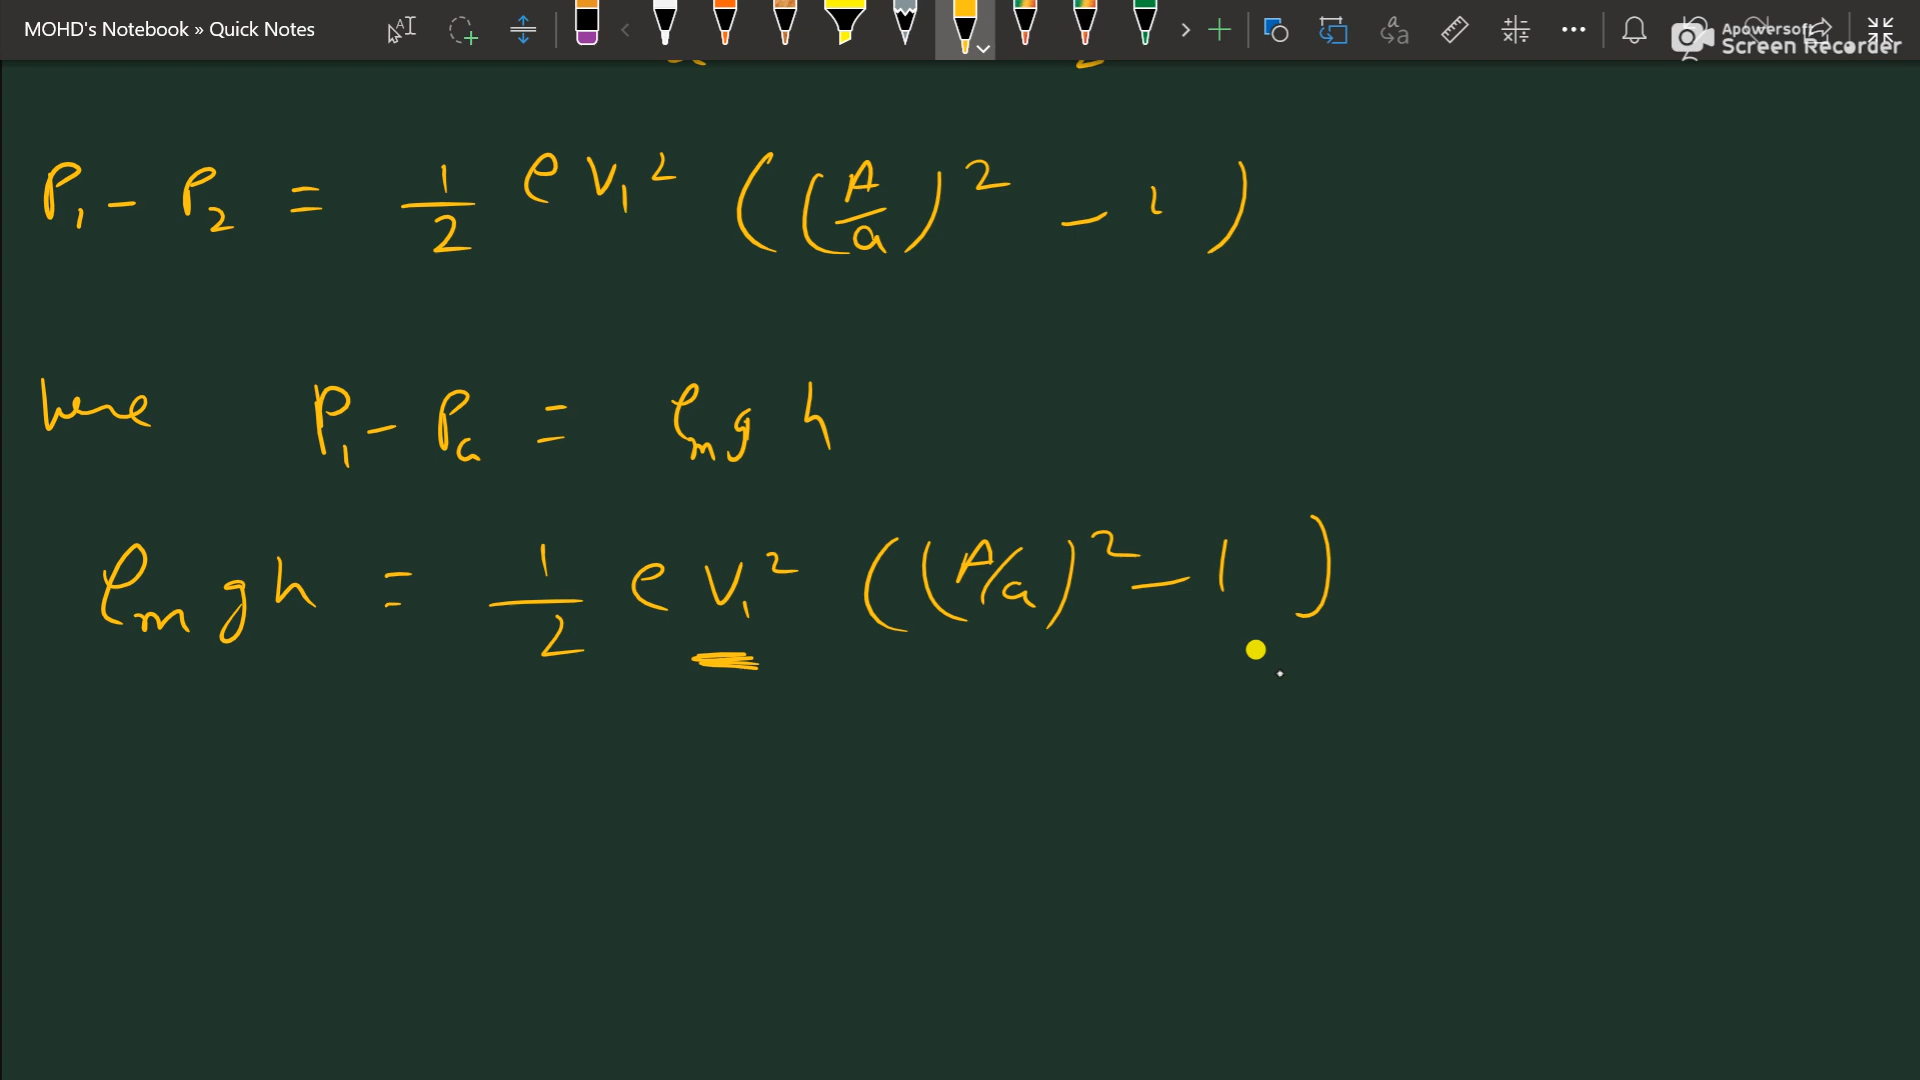 MOHD's Notebook » Quick Notes
Apowersoft
Screen Recorder
P₁ - P₂ = 1/2 ρ V₁² ((A/a)² - 1)
here P₁ - Pₐ = ρₘ g h
ρₘ g h = 1/2 ρ V₁² ((A/a)² - 1)